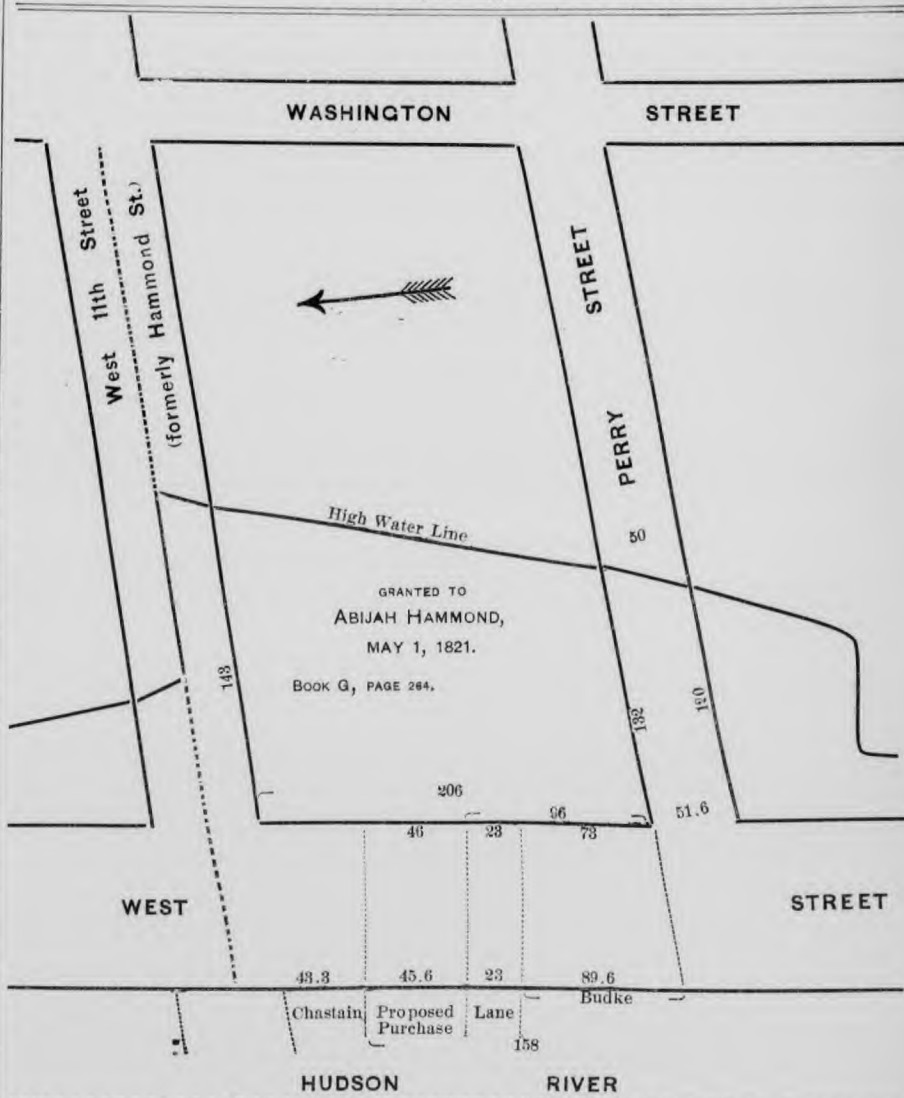 WASHINGTON STREET
West 11th Street
(formerly Hammond St.)
PERRY STREET
High Water Line
50
GRANTED TO
ABIJAH HAMMOND,
MAY 1, 1821.
BOOK G, PAGE 264.
143
132
120
206
96
51.6
46 23 73
WEST STREET
43.3 45.6 23 89.6
Budke
Chastain
Proposed
Purchase
Lane
158
HUDSON RIVER